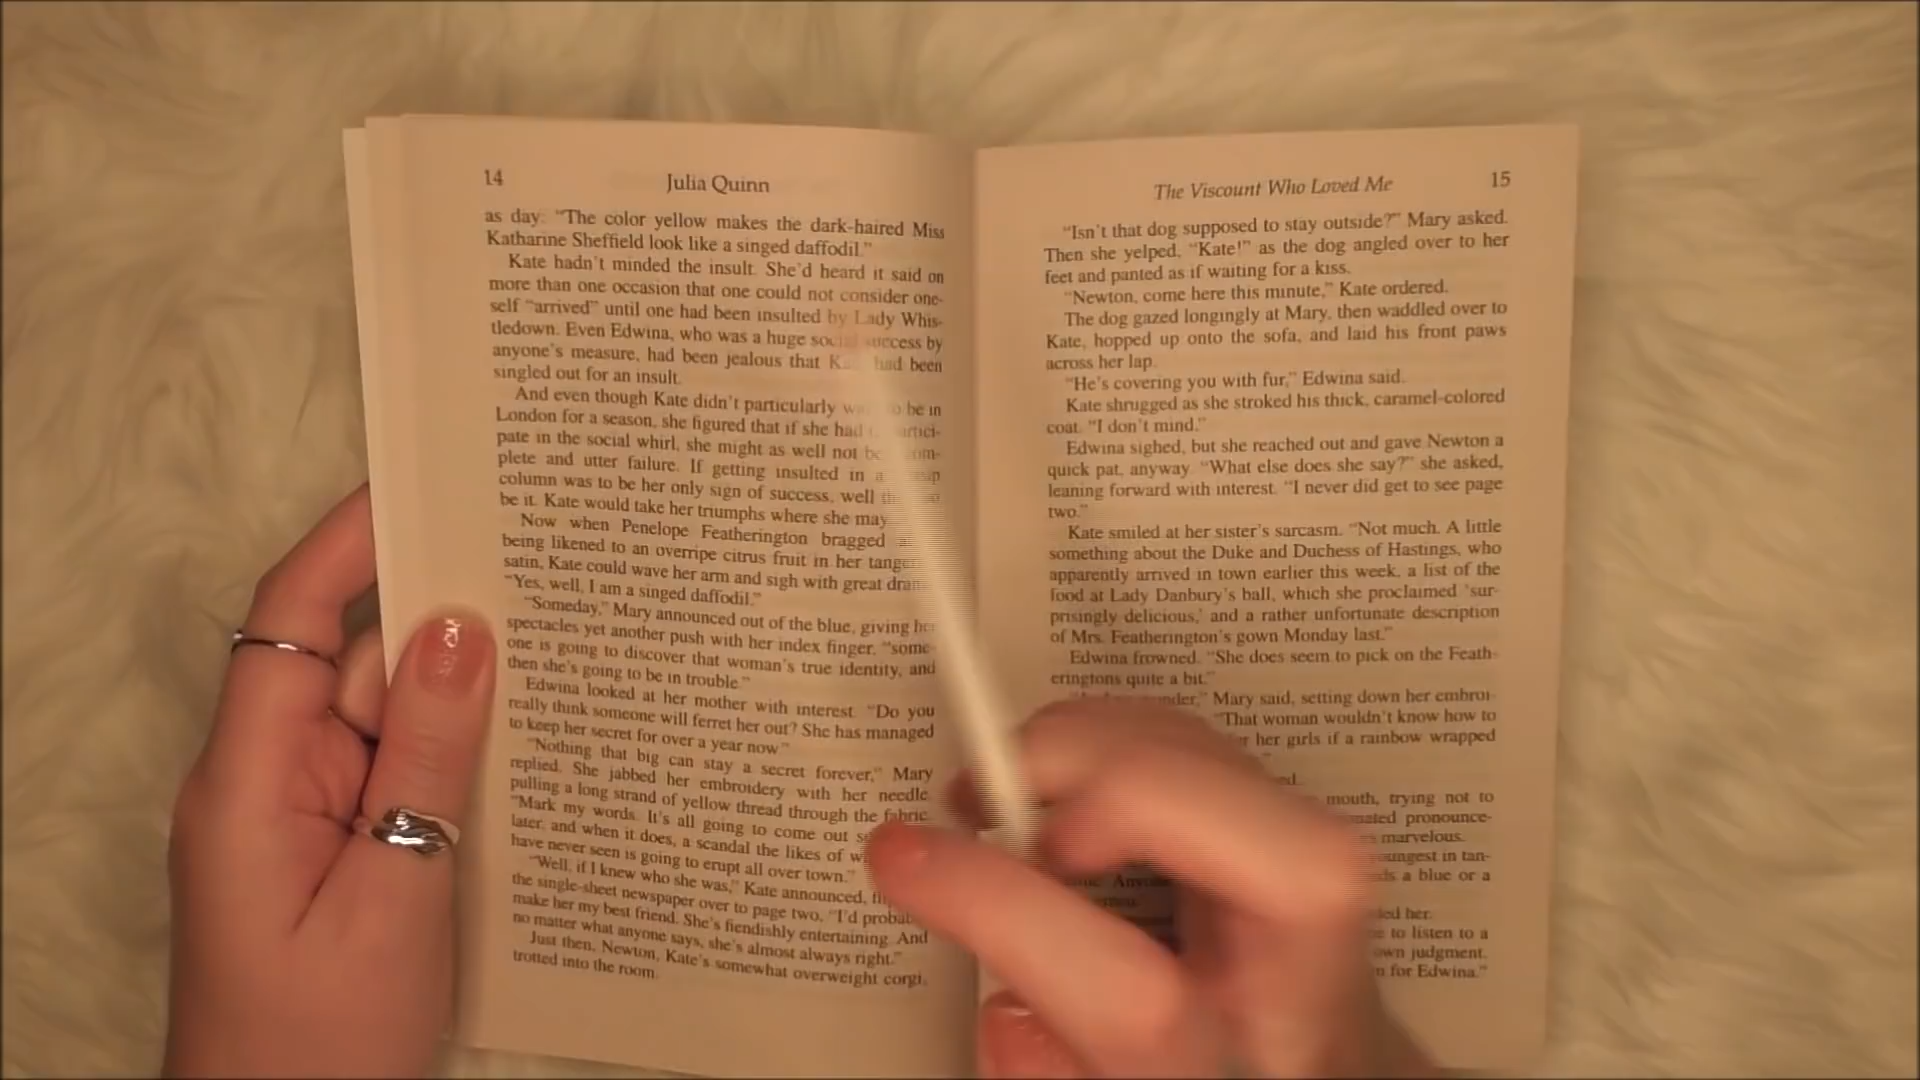 14
Julia Quinn
as day: “The color yellow makes the dark-haired Miss
Katharine Sheffield look like a singed daffodil.”
Kate hadn’t minded the insult. She’d heard it said on
more than one occasion that one could not consider one-
self “arrived” until one had been insulted by Lady Whis-
tledown. Even Edwina, who was a huge social success by
anyone’s measure, had been jealous that had been
singled out for an insult.
And even though Kate didn’t particularly be in
London for a season, she figured that if she had
pate in the social whirl, she might as well not
plete and utter failure. If getting insulted in a
column was to be her only sign of success, well
be it. Kate would take her triumphs where she may
Now when Penelope Featherington bragged
being likened to an overripe citrus fruit in her
satin, Kate could wave her arm and sigh with great
“Yes, well, I am a singed daffodil.”
“Someday,” Mary announced out of the blue, giving her
spectacles yet another push with her index finger, “some-
one is going to discover that woman’s true identity, and
then she’s going to be in trouble.”
Edwina looked at her mother with interest. “Do you
really think someone will ferret her out? She has managed
to keep her secret for over a year now.”
“Nothing that big can stay a secret forever,” Mary
replied. She jabbed her embroidery with her needle,
pulling a long strand of yellow thread through the fabric.
“Mark my words. It’s all going to come out
later, and when it does, a scandal the likes of
have never seen is going to erupt all over town.”
“Well, if I knew who she was,” Kate announced,
the single-sheet newspaper over to page two, “I’d
make her my best friend. She’s fiendishly entertaining. And
no matter what anyone says, she’s almost always right.”
Just then, Newton, Kate’s somewhat overweight corgi,
trotted into the room.
The Viscount Who Loved Me
15
“Isn’t that dog supposed to stay outside?” Mary asked.
Then she yelped, “Kate!” as the dog angled over to her
feet and panted as if waiting for a kiss.
“Newton, come here this minute,” Kate ordered.
The dog gazed longingly at Mary, then waddled over to
Kate, hopped up onto the sofa, and laid his front paws
across her lap.
“He’s covering you with fur,” Edwina said.
Kate shrugged as she stroked his thick, caramel-colored
coat. “I don’t mind.”
Edwina sighed, but she reached out and gave Newton a
quick pat, anyway. “What else does she say?” she asked,
leaning forward with interest. “I never did get to see page
two.”
Kate smiled at her sister’s sarcasm. “Not much. A little
something about the Duke and Duchess of Hastings, who
apparently arrived in town earlier this week, a list of the
food at Lady Danbury’s ball, which she proclaimed ‘sur-
prisingly delicious,’ and a rather unfortunate description
of Mrs. Featherington’s gown Monday last.”
Edwina frowned. “She does seem to pick on the Feath-
eringtons quite a bit.”
Mary said, setting down her embroi-
“That woman wouldn’t know how to
her girls if a rainbow wrapped
mouth, trying not to
pronounce-
marvelous.
in tan-
a blue or a
her.
to listen to a
own judgment.
for Edwina.”